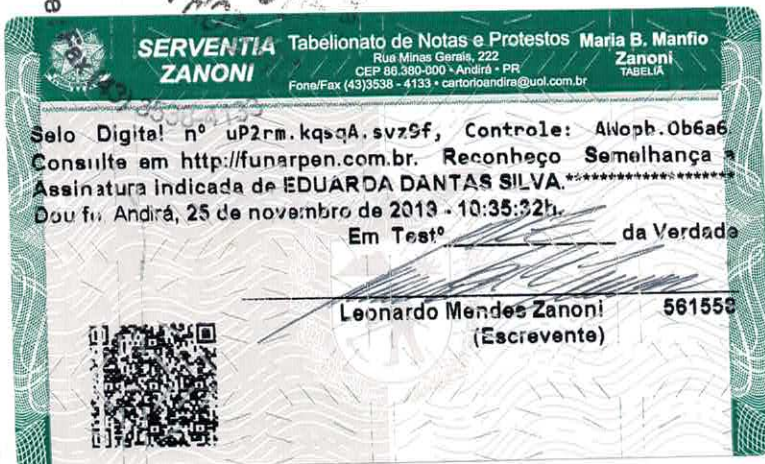 SERVENTIA ZANONI
Tabelionato de Notas e Protestos
Rua Minas Gerais, 222
CEP 86.380-000 • Andirá • PR
Fone/Fax (43)3538 - 4133 • cartorioandira@uol.com.br
Maria B. Manfio
Zanoni
TABELIÃ
Selo Digital nº uP2rm.kqsqA.svz9f, Controle: AWoph.Ob6a6.
Consulte em http://funarpen.com.br. Reconheço Semelhança a
Assinatura indicada de EDUARDA DANTAS SILVA.********************
Dou fé. Andirá, 25 de novembro de 2013 - 10:35:32h.
Em Testº ____________ da Verdade
Leonardo Mendes Zanoni 561558
(Escrevente)